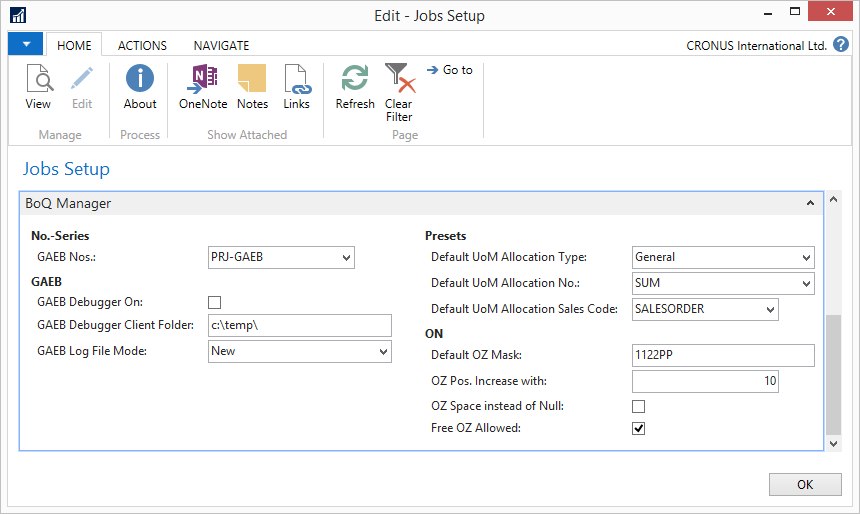 Edit - Jobs Setup
HOME ACTIONS NAVIGATE CRONUS International Ltd. ?
View Edit About OneNote Notes Links Refresh Clear Filter Go to
Manage Process Show Attached Page
Jobs Setup
BoQ Manager
No.-Series
GAEB Nos.: PRJ-GAEB
GAEB
GAEB Debugger On:
GAEB Debugger Client Folder: c:\temp\
GAEB Log File Mode: New
Presets
Default UoM Allocation Type: General
Default UoM Allocation No.: SUM
Default UoM Allocation Sales Code: SALESORDER
ON
Default OZ Mask: 1122PP
OZ Pos. Increase with: 10
OZ Space instead of Null:
Free OZ Allowed:
OK